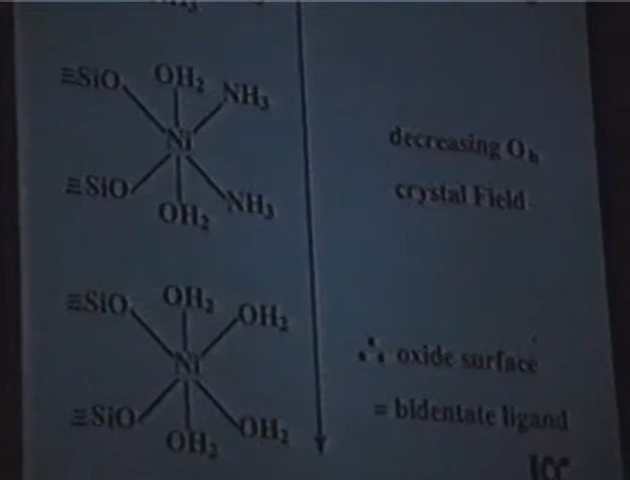 ≡SiO OH₂ NH₃
Ni
≡SiO OH₂ NH₃
decreasing Oₕ
crystal Field
≡SiO OH₂ OH₂
Ni
≡SiO OH₂ OH₂
∴ oxide surface
= bidentate ligand